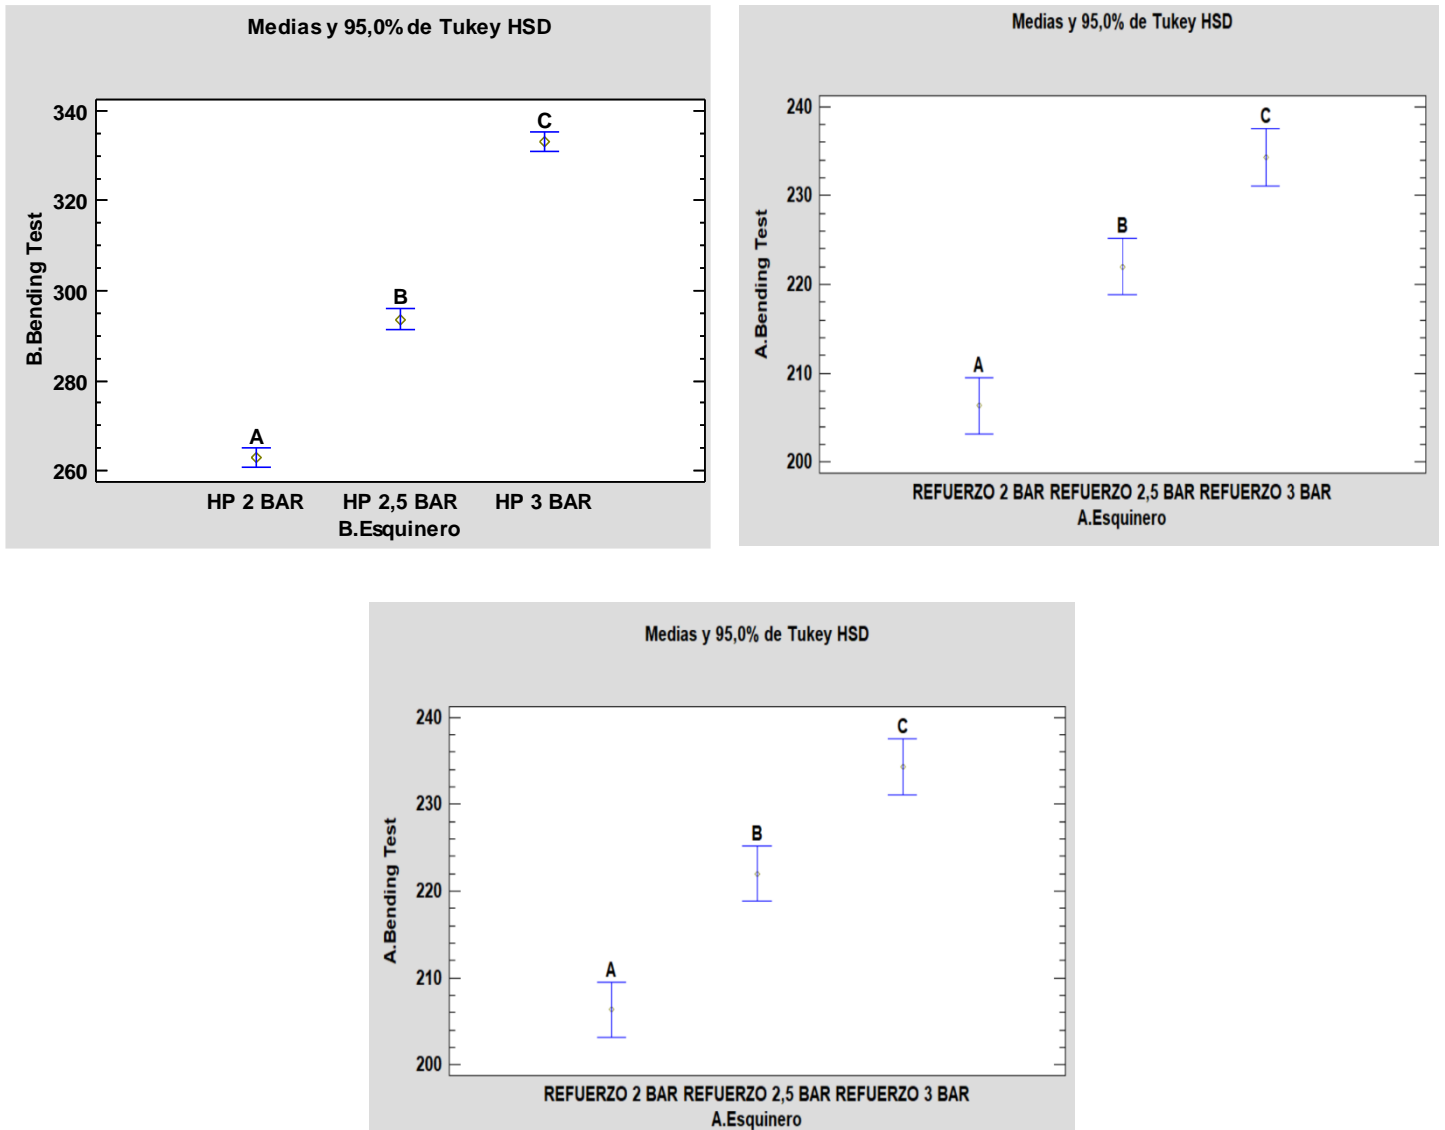 Medias y 95,0% de Tukey HSD
340
320
300
280
260
B.Bending Test
A
B
C
HP 2 BAR HP 2,5 BAR HP 3 BAR
B.Esquinero
Medias y 95,0% de Tukey HSD
240
230
220
210
200
A.Bending Test
A
B
C
REFUERZO 2 BAR REFUERZO 2,5 BAR REFUERZO 3 BAR
A.Esquinero
Medias y 95,0% de Tukey HSD
240
230
220
210
200
A.Bending Test
A
B
C
REFUERZO 2 BAR REFUERZO 2,5 BAR REFUERZO 3 BAR
A.Esquinero